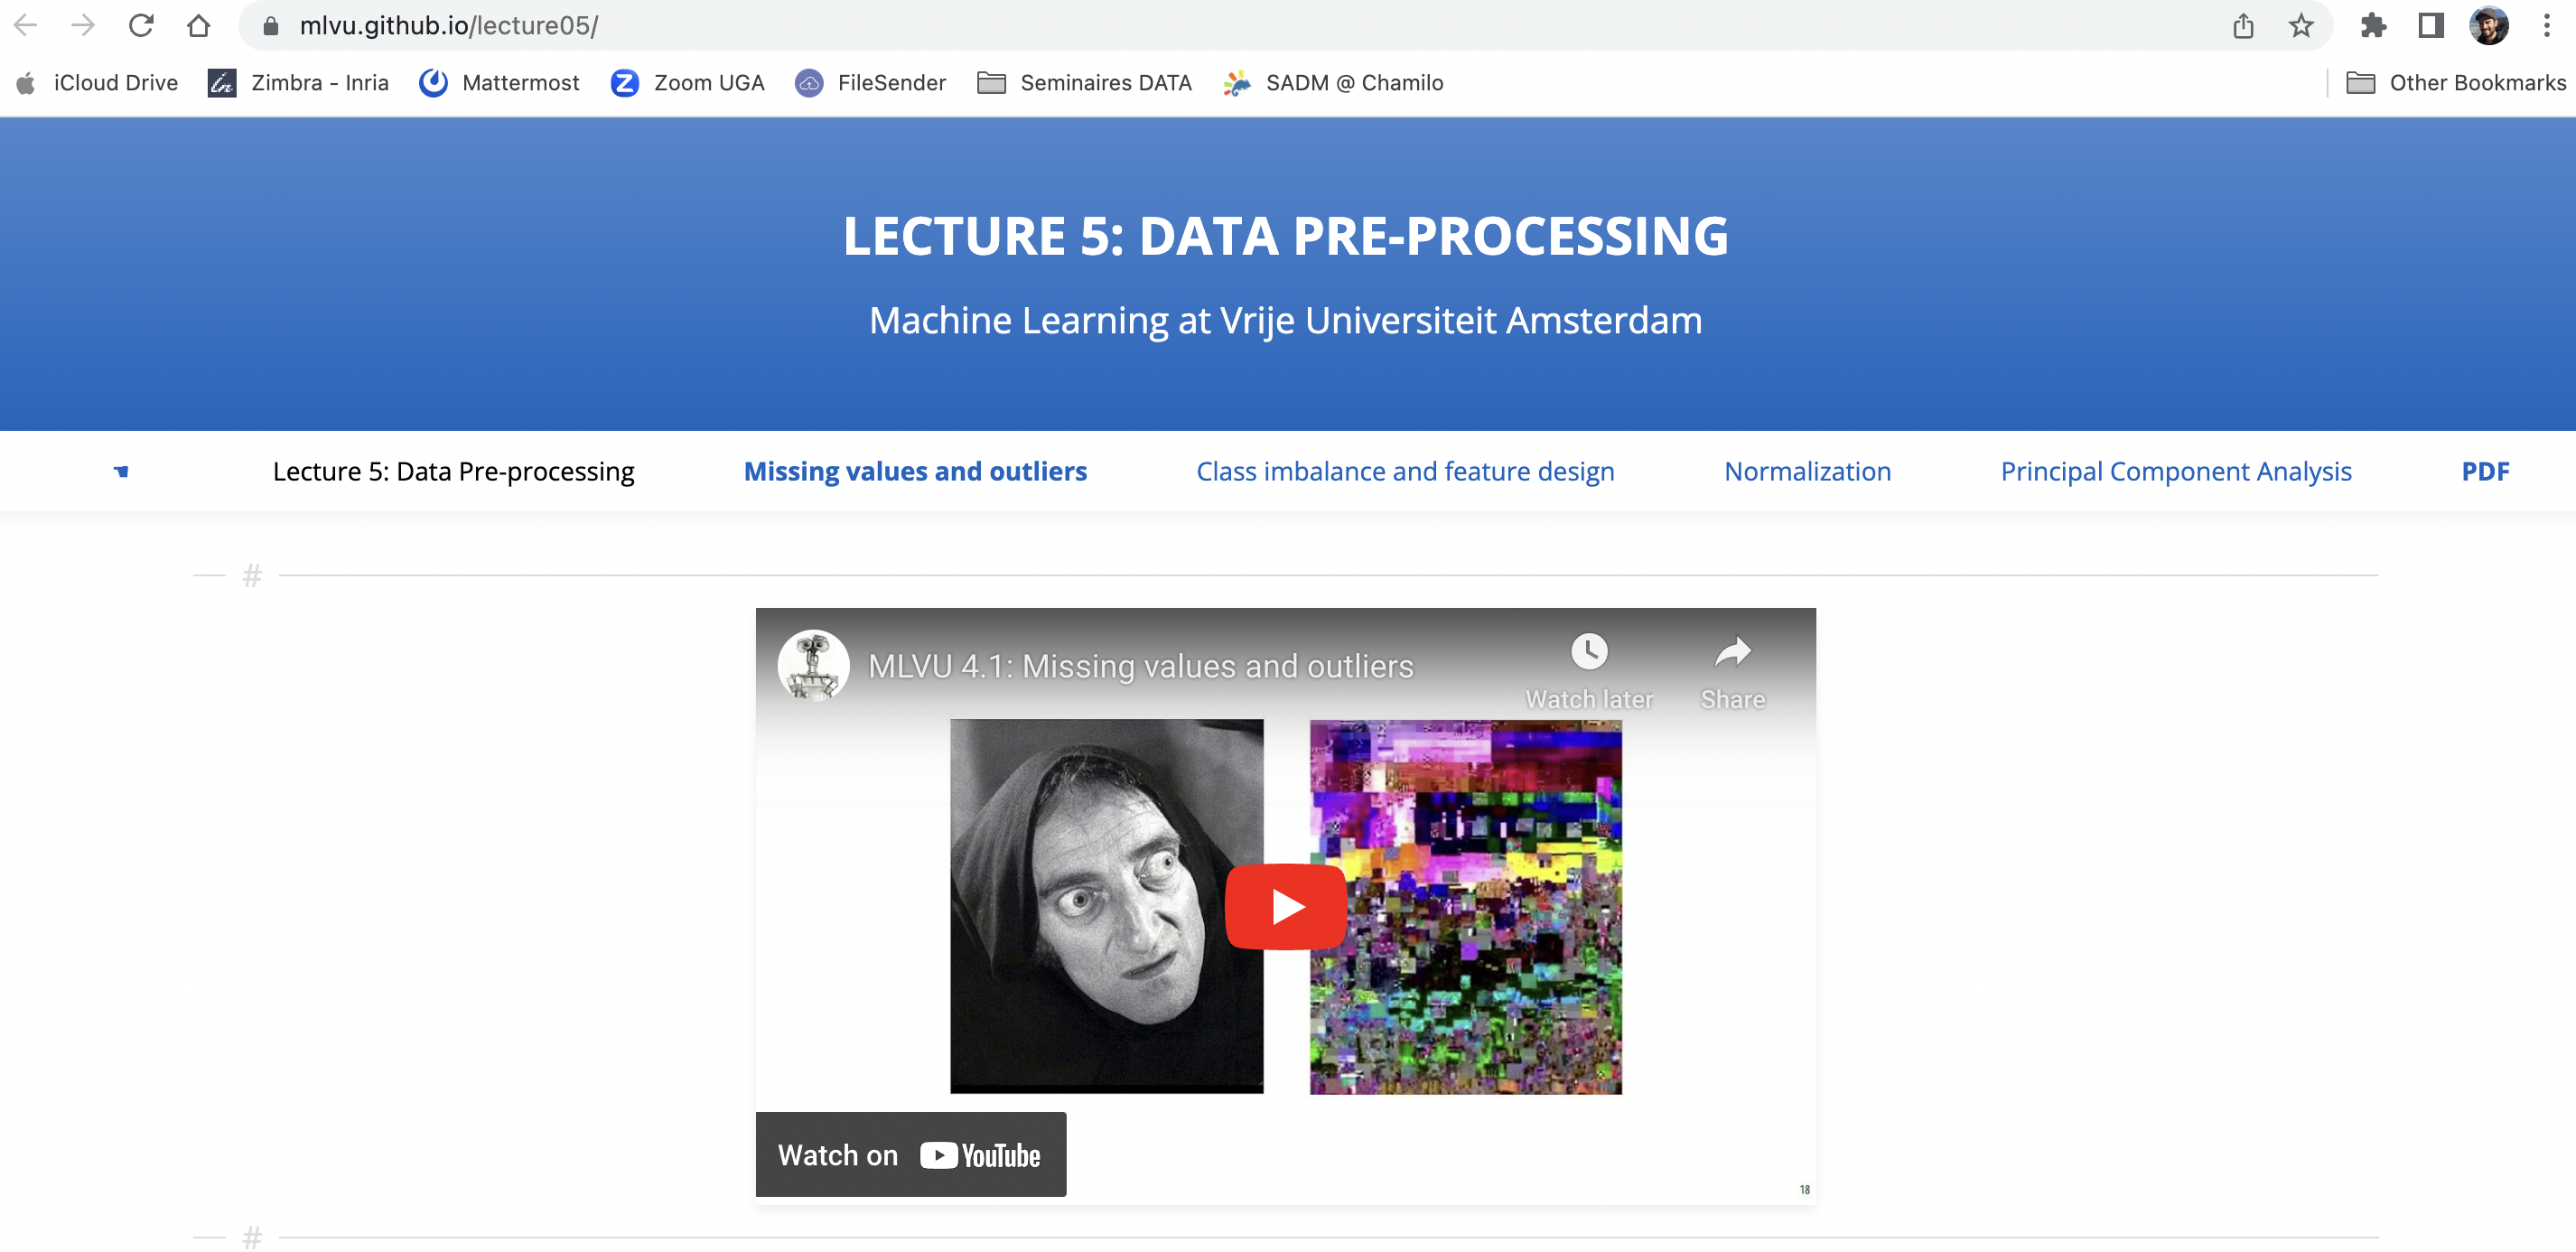 mlvu.github.io/lecture05/
iCloud Drive Zimbra - Inria Mattermost Zoom UGA FileSender Seminaires DATA SADM @ Chamilo Other Bookmarks
LECTURE 5: DATA PRE-PROCESSING
Machine Learning at Vrije Universiteit Amsterdam
Lecture 5: Data Pre-processing Missing values and outliers Class imbalance and feature design Normalization Principal Component Analysis PDF
#
MLVU 4.1: Missing values and outliers
Watch later Share
Watch on YouTube
18
#